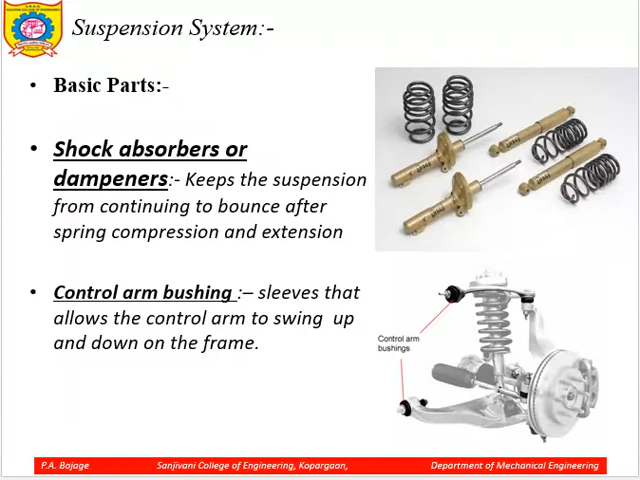 Suspension System:-
• Basic Parts:-
• Shock absorbers or
dampeners:- Keeps the suspension
from continuing to bounce after
spring compression and extension
• Control arm bushing :– sleeves that
allows the control arm to swing up
and down on the frame.
Control arm
bushings
P.A. Bajage Sanjivani College of Engineering, Kopargaon, Department of Mechanical Engineering